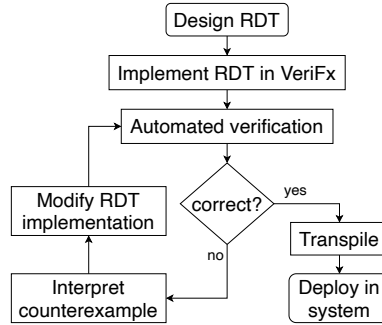 Design RDT
Implement RDT in VeriFx
Automated verification
correct?
yes
no
Modify RDT
implementation
Transpile
Interpret
counterexample
Deploy in
system